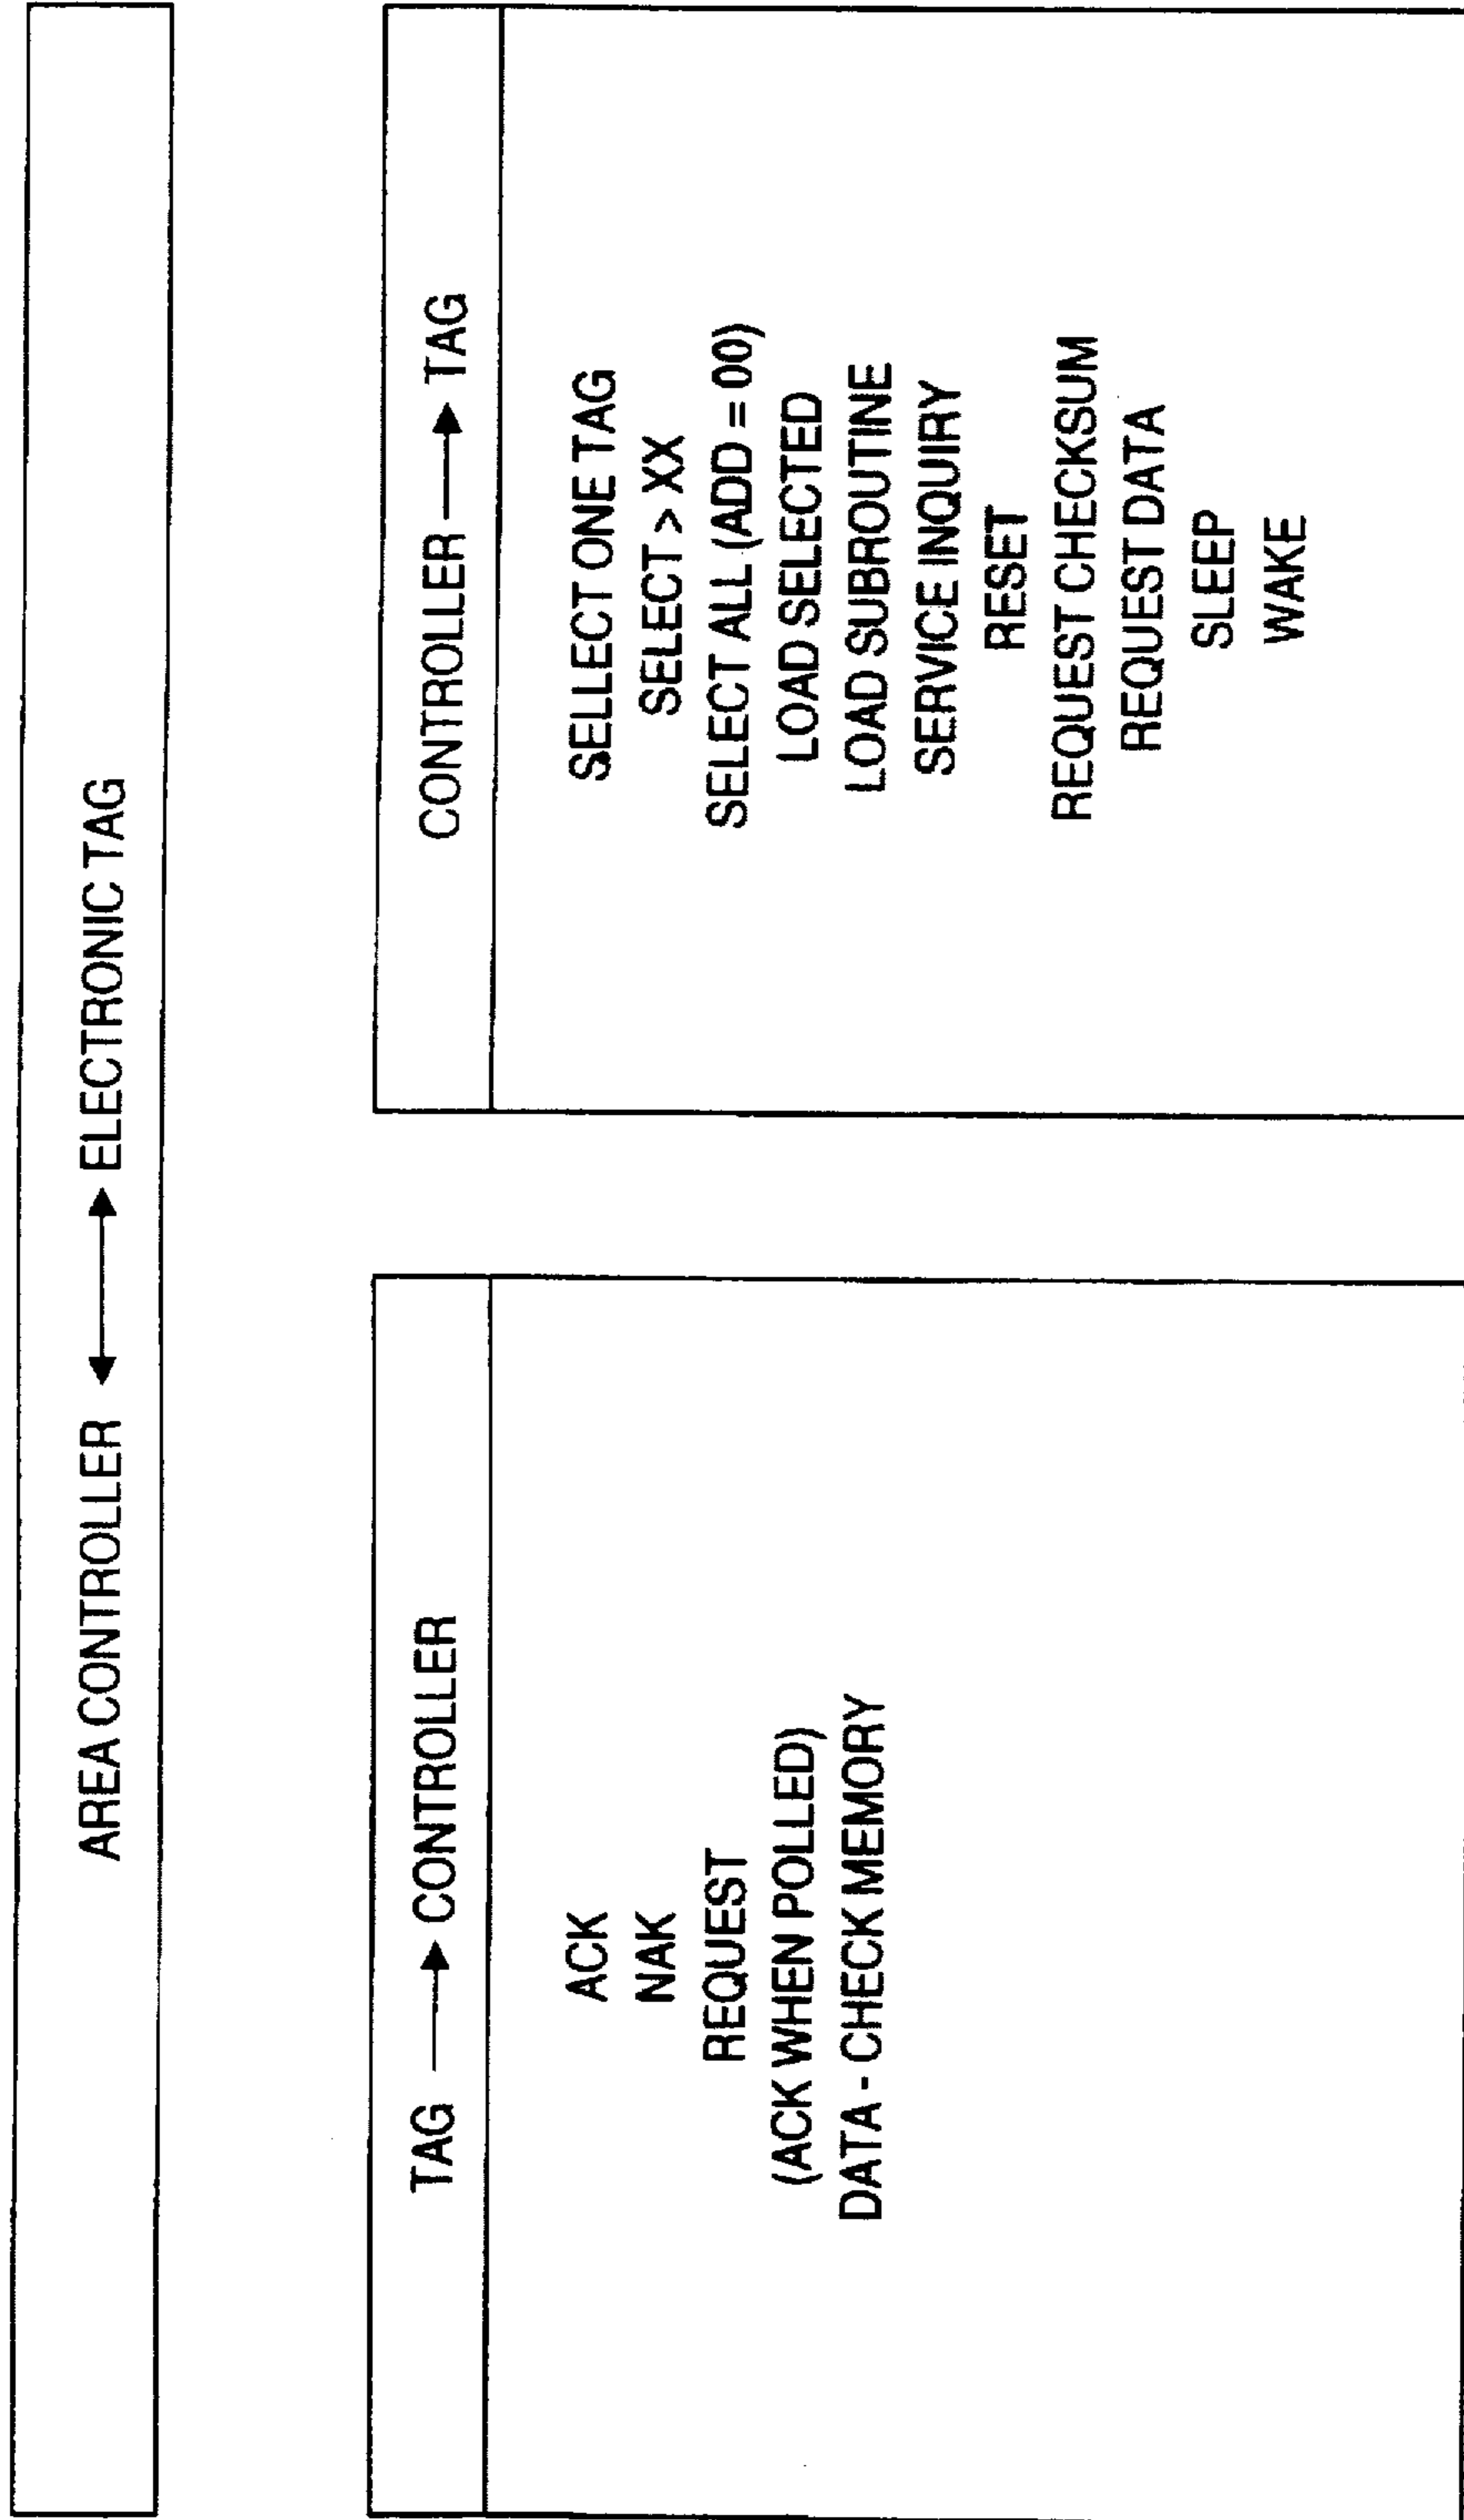 AREA CONTROLLER ◄──► ELECTRONIC TAG
TAG ──► CONTROLLER
ACK
NAK
REQUEST
(ACK WHEN POLLED)
DATA - CHECK MEMORY
CONTROLLER ──► TAG
SELLECT ONE TAG
SELECT > XX
SELECT ALL (ADD = 00)
LOAD SELECTED
LOAD SUBROUTINE
SERVICE INQUIRY
RESET
REQUEST CHECKSUM
REQUEST DATA
SLEEP
WAKE